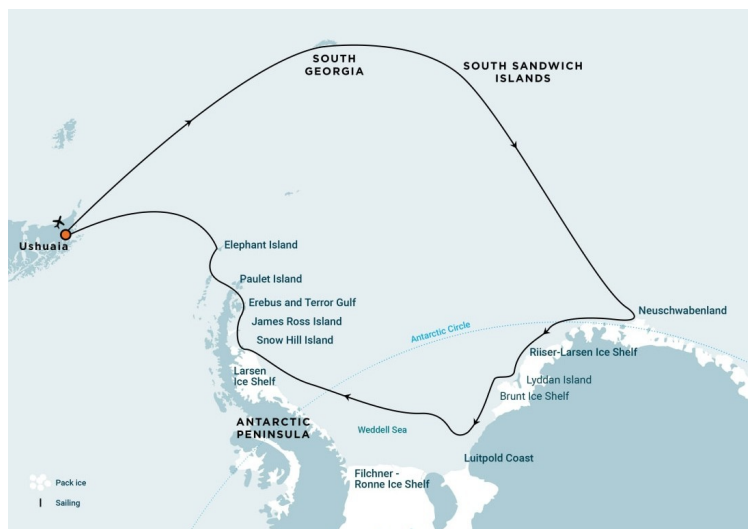 SOUTH
GEORGIA
SOUTH SANDWICH
ISLANDS
Ushuaia
Elephant Island
Paulet Island
Erebus and Terror Gulf
James Ross Island
Snow Hill Island
Larsen
Ice Shelf
Neuschwabenland
Antarctic Circle
Riiser-Larsen Ice Shelf
Lyddan Island
Brunt Ice Shelf
ANTARCTIC
PENINSULA
Weddell Sea
Luitpold Coast
Filchner -
Ronne Ice Shelf
Pack ice
Sailing